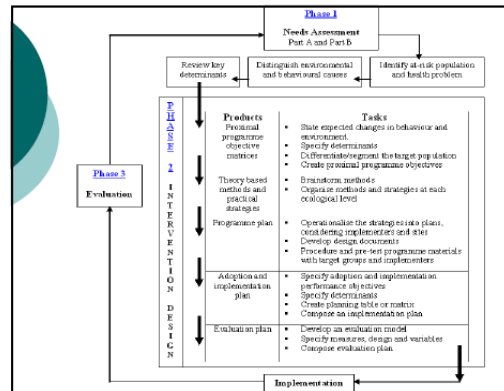 Phase 1
Needs Assessment
Part A and Part B
Review key
determinants
Distinguish environmental
and behavioural causes
Identify at-risk population
and health problem
PHASE 2 INTERVENTION DESIGN
Products
Tasks
Proximal
programme
objective
matrices
State expected changes in behaviour and
environment.
Specify determinants
Differentiate/segment the target population
Create proximal programme objectives
Theory based
methods and
practical
strategies
Brainstorm methods
Organise methods and strategies at each
ecological level
Programme plan
Operationalise the strategies into plans,
considering implementers and sites
Develop design documents
Procedure and pre-test programme materials
with target groups and implementers
Adoption and
implementation
plan
Specify adoption and implementation
performance objectives
Specify determinants
Create planning table or matrix
Compose an implementation plan
Evaluation plan
Develop an evaluation model
Specify measures, design and variables
Compose evaluation plan
Phase 3
Evaluation
Implementation